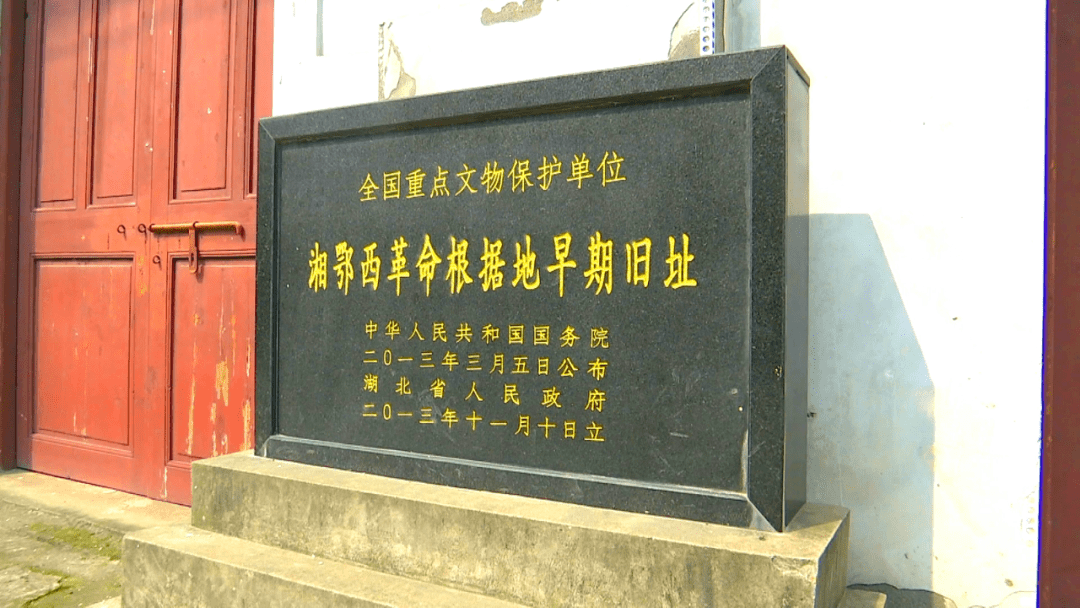 全国重点文物保护单位
湘鄂西革命根据地早期旧址
中华人民共和国国务院
二〇一三年三月五日公布
湖北省人民政府
二〇一三年十一月十日立